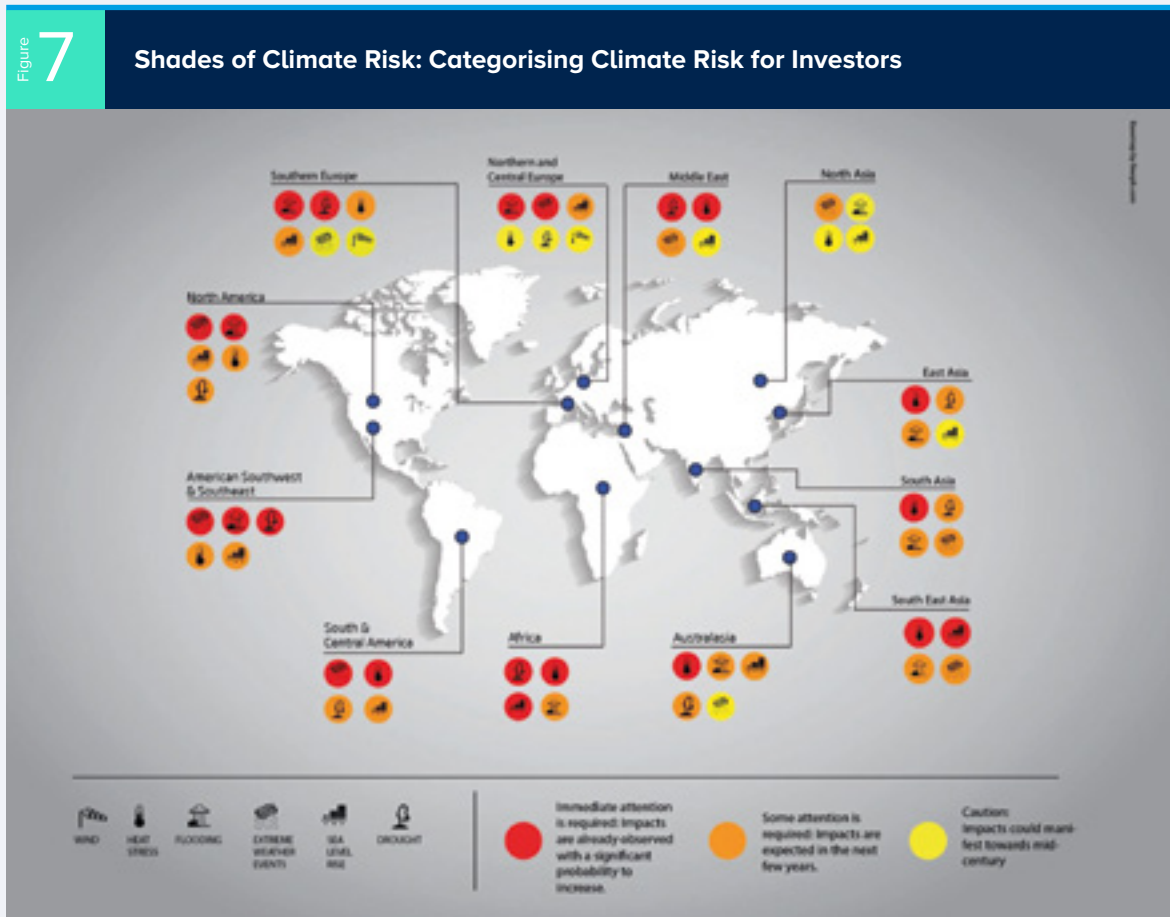 Figure
7
Shades of Climate Risk: Categorising Climate Risk for Investors
Southern Europe
Northern and
Central Europe
Middle East
North Asia
North America
East Asia
American Southwest
& Southeast
South Asia
South East Asia
South &
Central America
Africa
Australasia
WIND
HEAT
STRESS
FLOODING
EXTREME
WEATHER
EVENTS
SEA
LEVEL
RISE
DROUGHT
Immediate attention
is required: Impacts
are already observed
with a significant
probability to
increase.
Some attention is
required: Impacts are
expected in the next
few years.
Caution:
Impacts could mani-
fest towards mid-
century